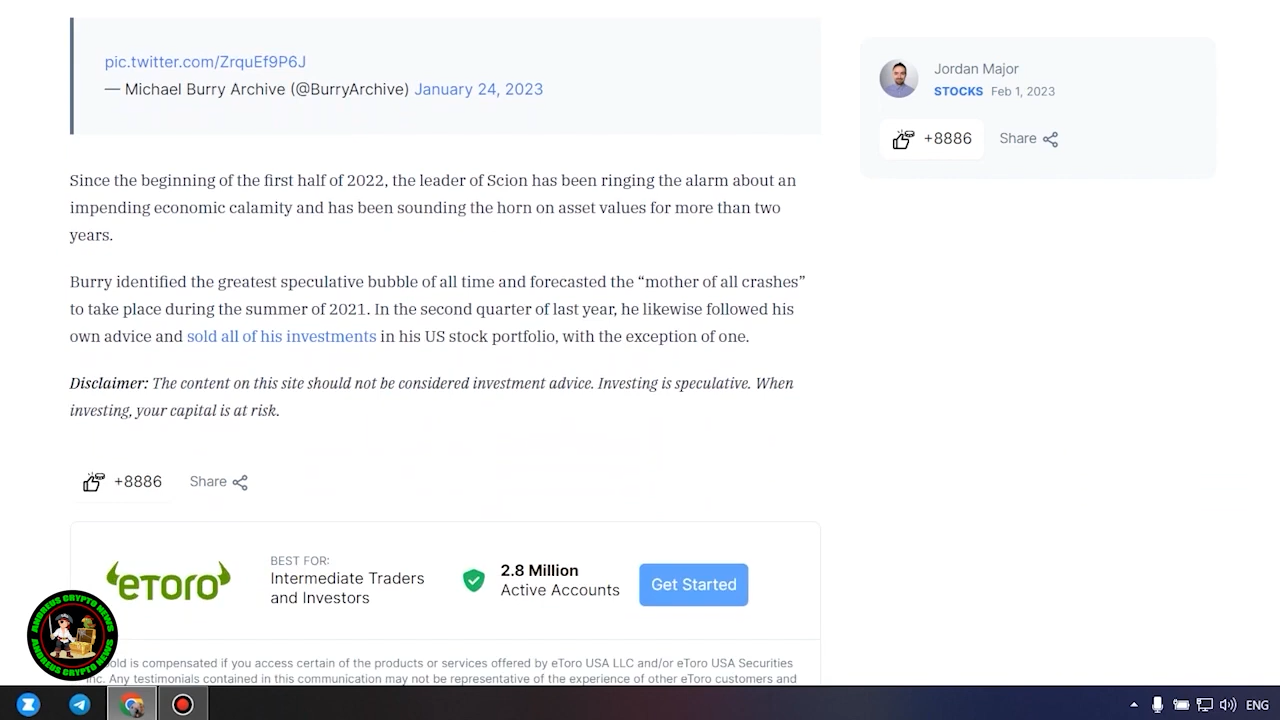 pic.twitter.com/ZrquEf9P6J
— Michael Burry Archive (@BurryArchive) January 24, 2023
Since the beginning of the first half of 2022, the leader of Scion has been ringing the alarm about an
impending economic calamity and has been sounding the horn on asset values for more than two
years.
Burry identified the greatest speculative bubble of all time and forecasted the “mother of all crashes”
to take place during the summer of 2021. In the second quarter of last year, he likewise followed his
own advice and sold all of his investments in his US stock portfolio, with the exception of one.
Disclaimer: The content on this site should not be considered investment advice. Investing is speculative. When
investing, your capital is at risk.
+8886 Share
eToro
BEST FOR:
Intermediate Traders
and Investors
2.8 Million
Active Accounts
Get Started
is compensated if you access certain of the products or services offered by eToro USA LLC and/or eToro USA Securities
Inc. Any testimonials contained in this communication may not be representative of the experience of other eToro customers and
Jordan Major
STOCKS Feb 1, 2023
+8886 Share
ANDREUS CRYPTO NEWS
ANDREUS CRYPTO NEWS
ENG